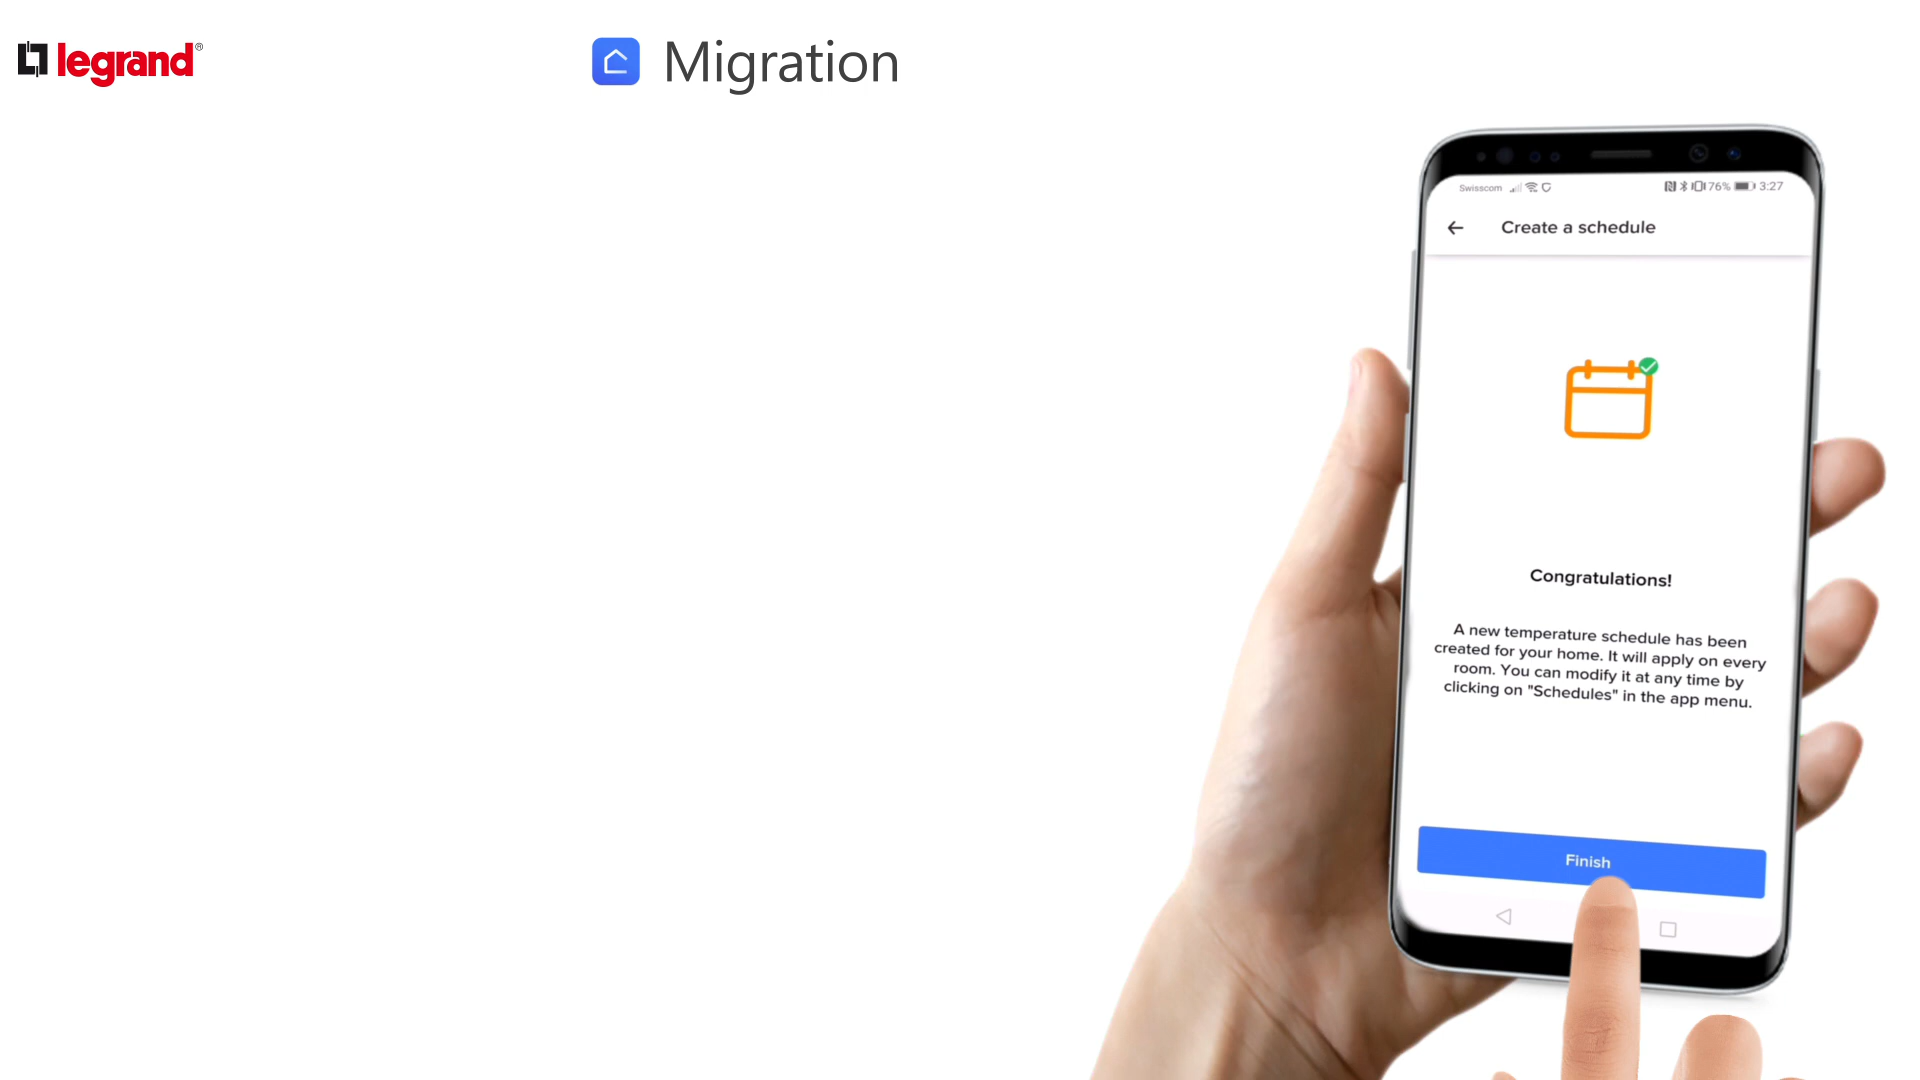 legrand®
Migration
Swisscom
76% 3:27
Create a schedule
Congratulations!
A new temperature schedule has been
created for your home. It will apply on every
room. You can modify it at any time by
clicking on "Schedules" in the app menu.
Finish